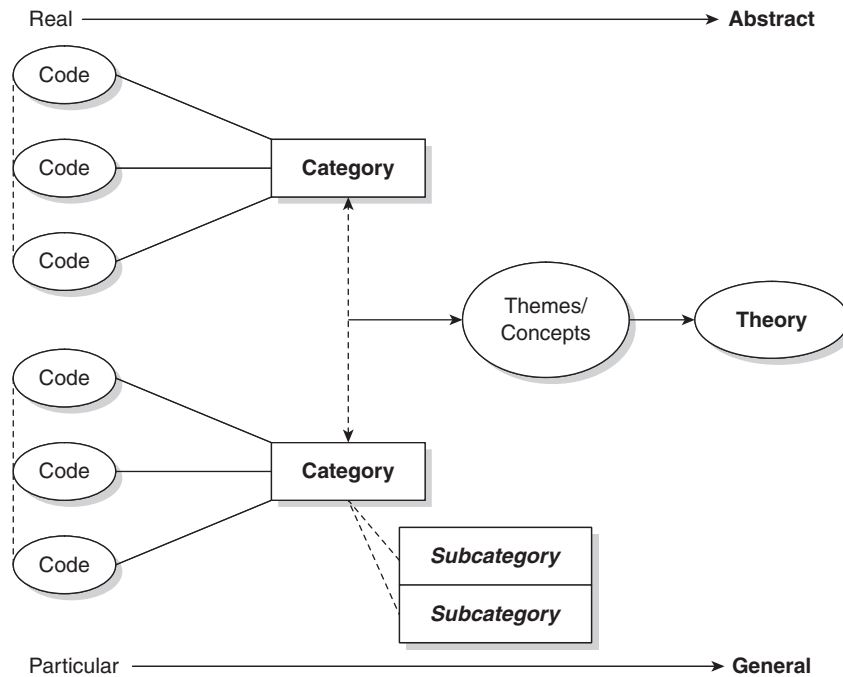 Real
Abstract
Code
Code
Category
Code
Themes/
Concepts
Theory
Code
Code
Category
Code
Subcategory
Subcategory
Particular
General